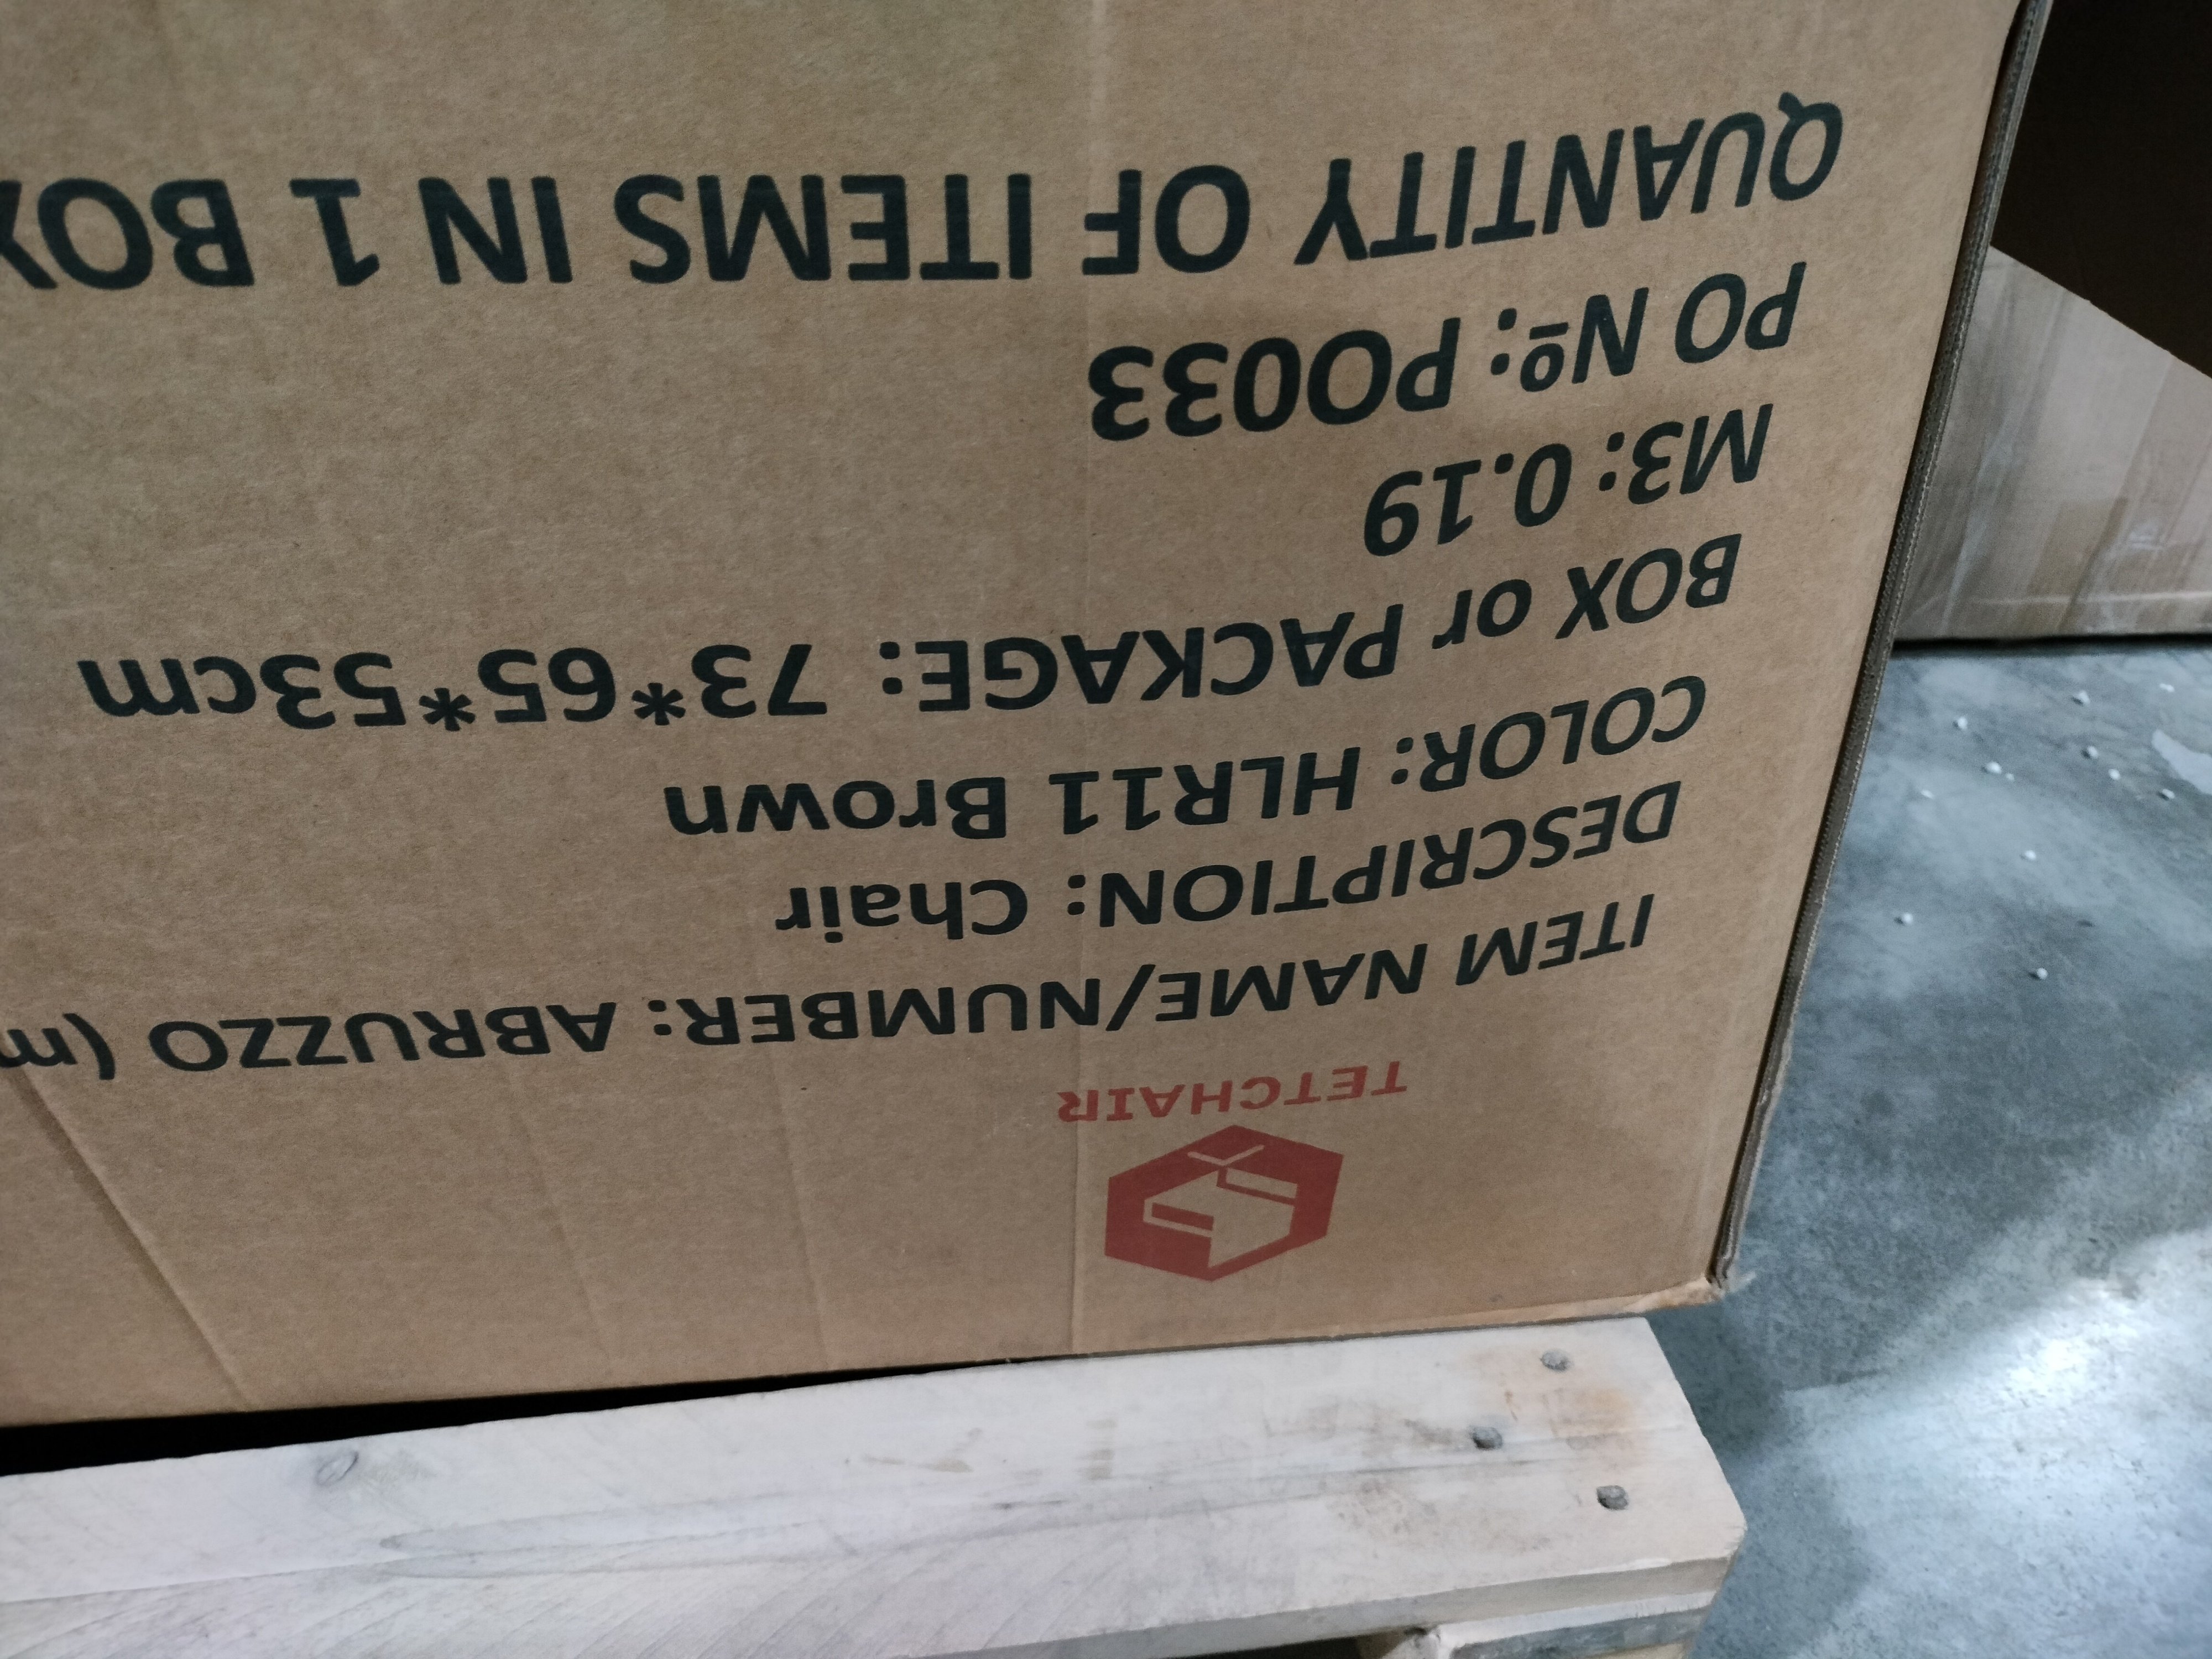 TETCHAIR
ITEM NAME/NUMBER: ABRUZZO (m
DESCRIPTION: Chair
COLOR: HLR11 Brown
BOX or PACKAGE: 73*65*53cm
M3: 0.19
PO Nº: PO033
QUANTITY OF ITEMS IN 1 BOX